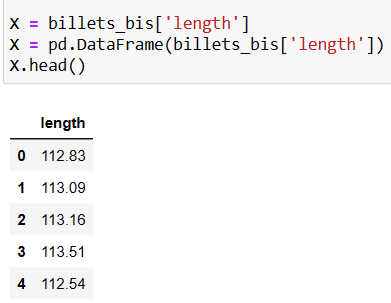 X = billets_bis['length']
X = pd.DataFrame(billets_bis['length'])
X.head()
length
0 112.83
1 113.09
2 113.16
3 113.51
4 112.54